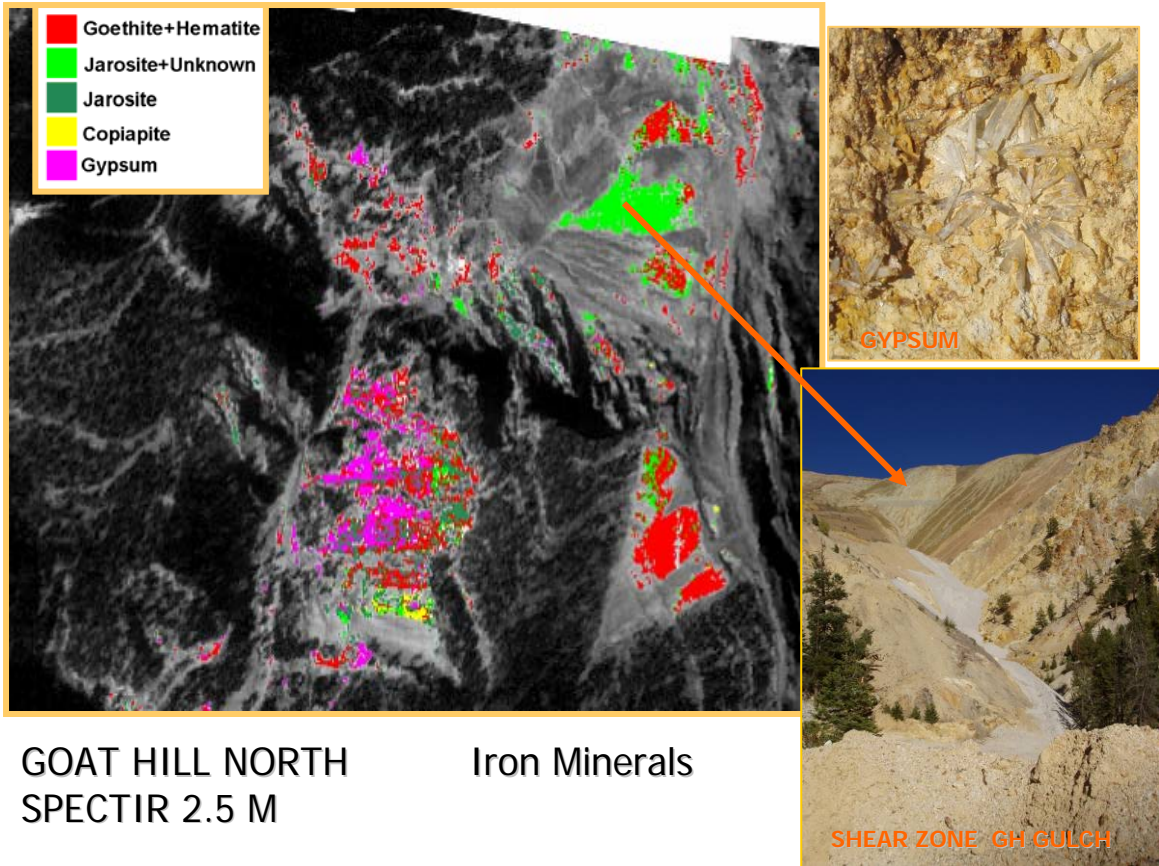 Goethite+Hematite
Jarosite+Unknown
Jarosite
Copiapite
Gypsum
GYPSUM
SHEAR ZONE GH GULCH
GOAT HILL NORTH
Iron Minerals
SPECTIR 2.5 M